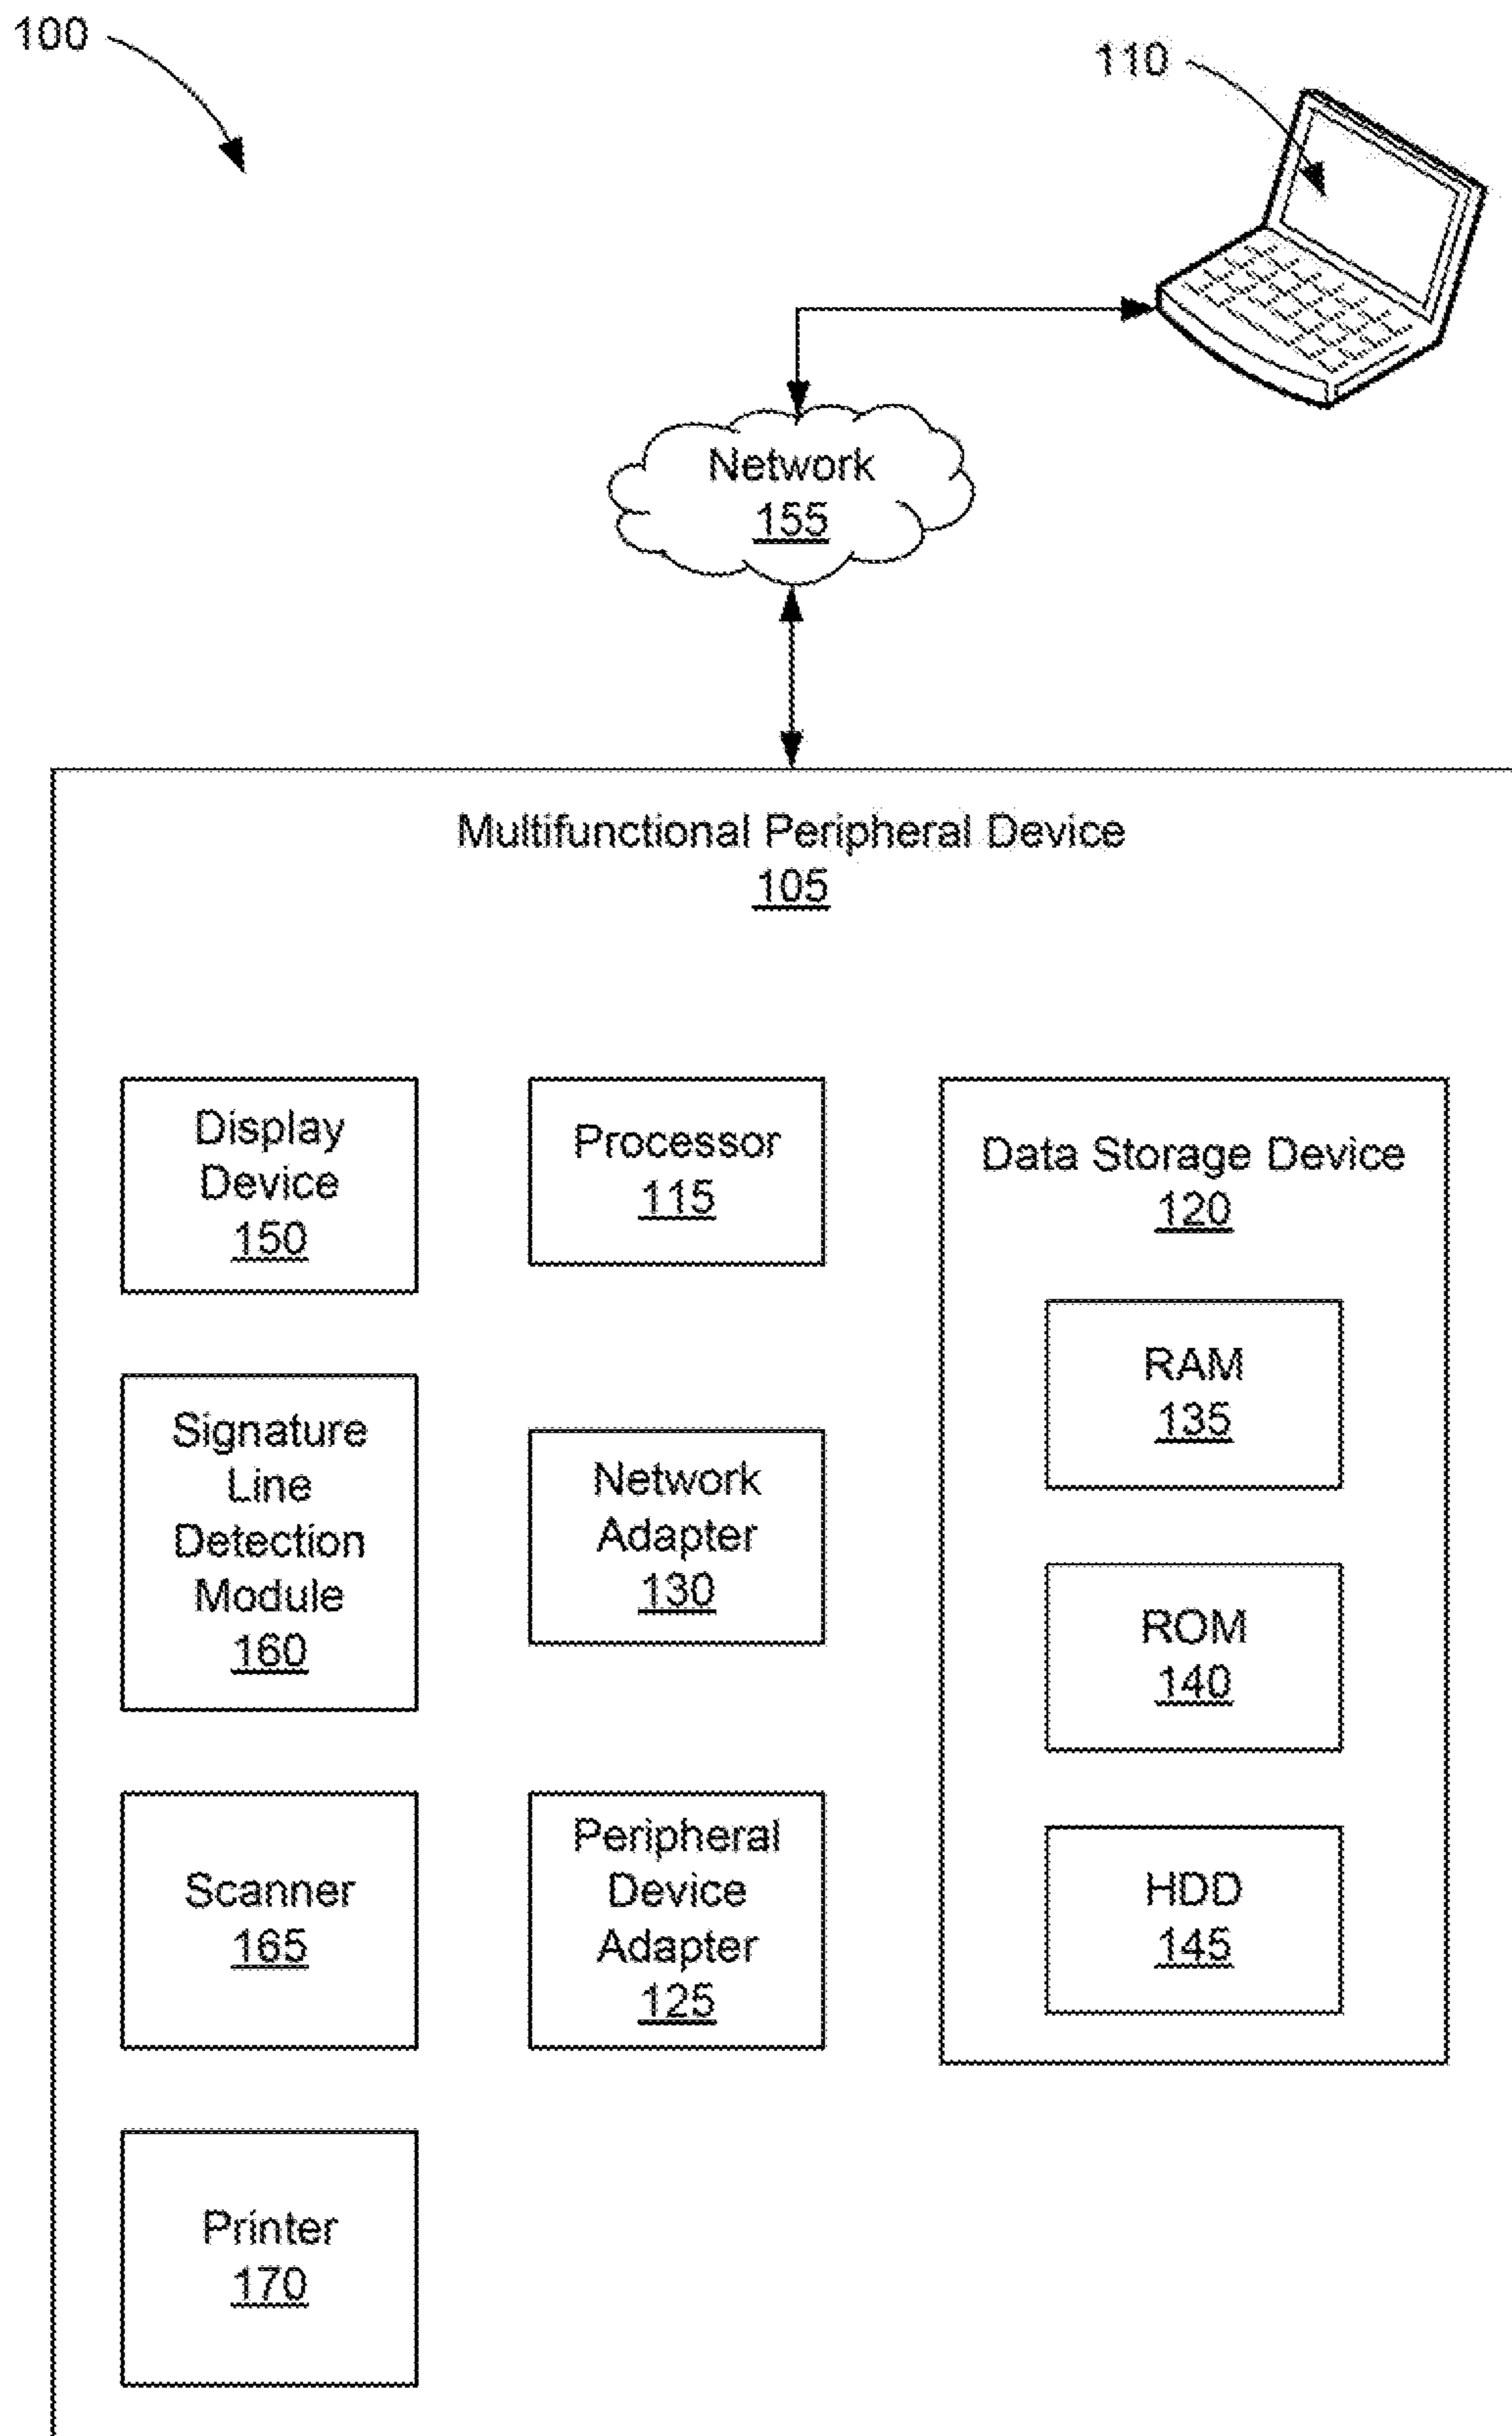 100
110
Network
155
Multifunctional Peripheral Device
105
Display
Device
150
Processor
115
Data Storage Device
120
RAM
135
Signature
Line
Detection
Module
160
Network
Adapter
130
ROM
140
Scanner
165
Peripheral
Device
Adapter
125
HDD
145
Printer
170